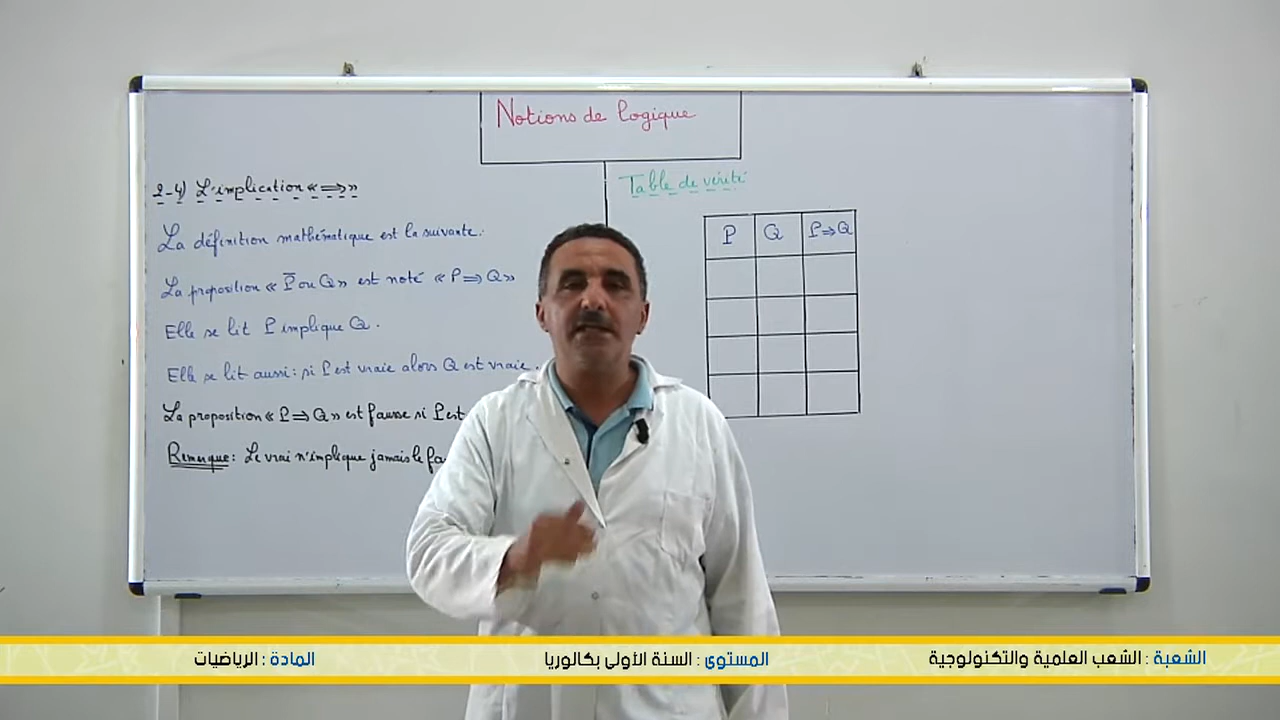 Notions de logique
2-4) L'implication « ⟹ »
La définition mathématique est la suivante:
La proposition « P̅ ou Q » est noté « P ⟹ Q »
Elle se lit P implique Q.
Elle se lit aussi: si P est vraie alors Q est vraie.
La proposition « P ⟹ Q » est fausse si P est
Remarque: Le vrai n'implique jamais le fa
Table de vérité
P Q P⟹Q
الشعبة : الشعب العلمية والتكنولوجية
المستوى : السنة الأولى بكالوريا
المادة : الرياضيات